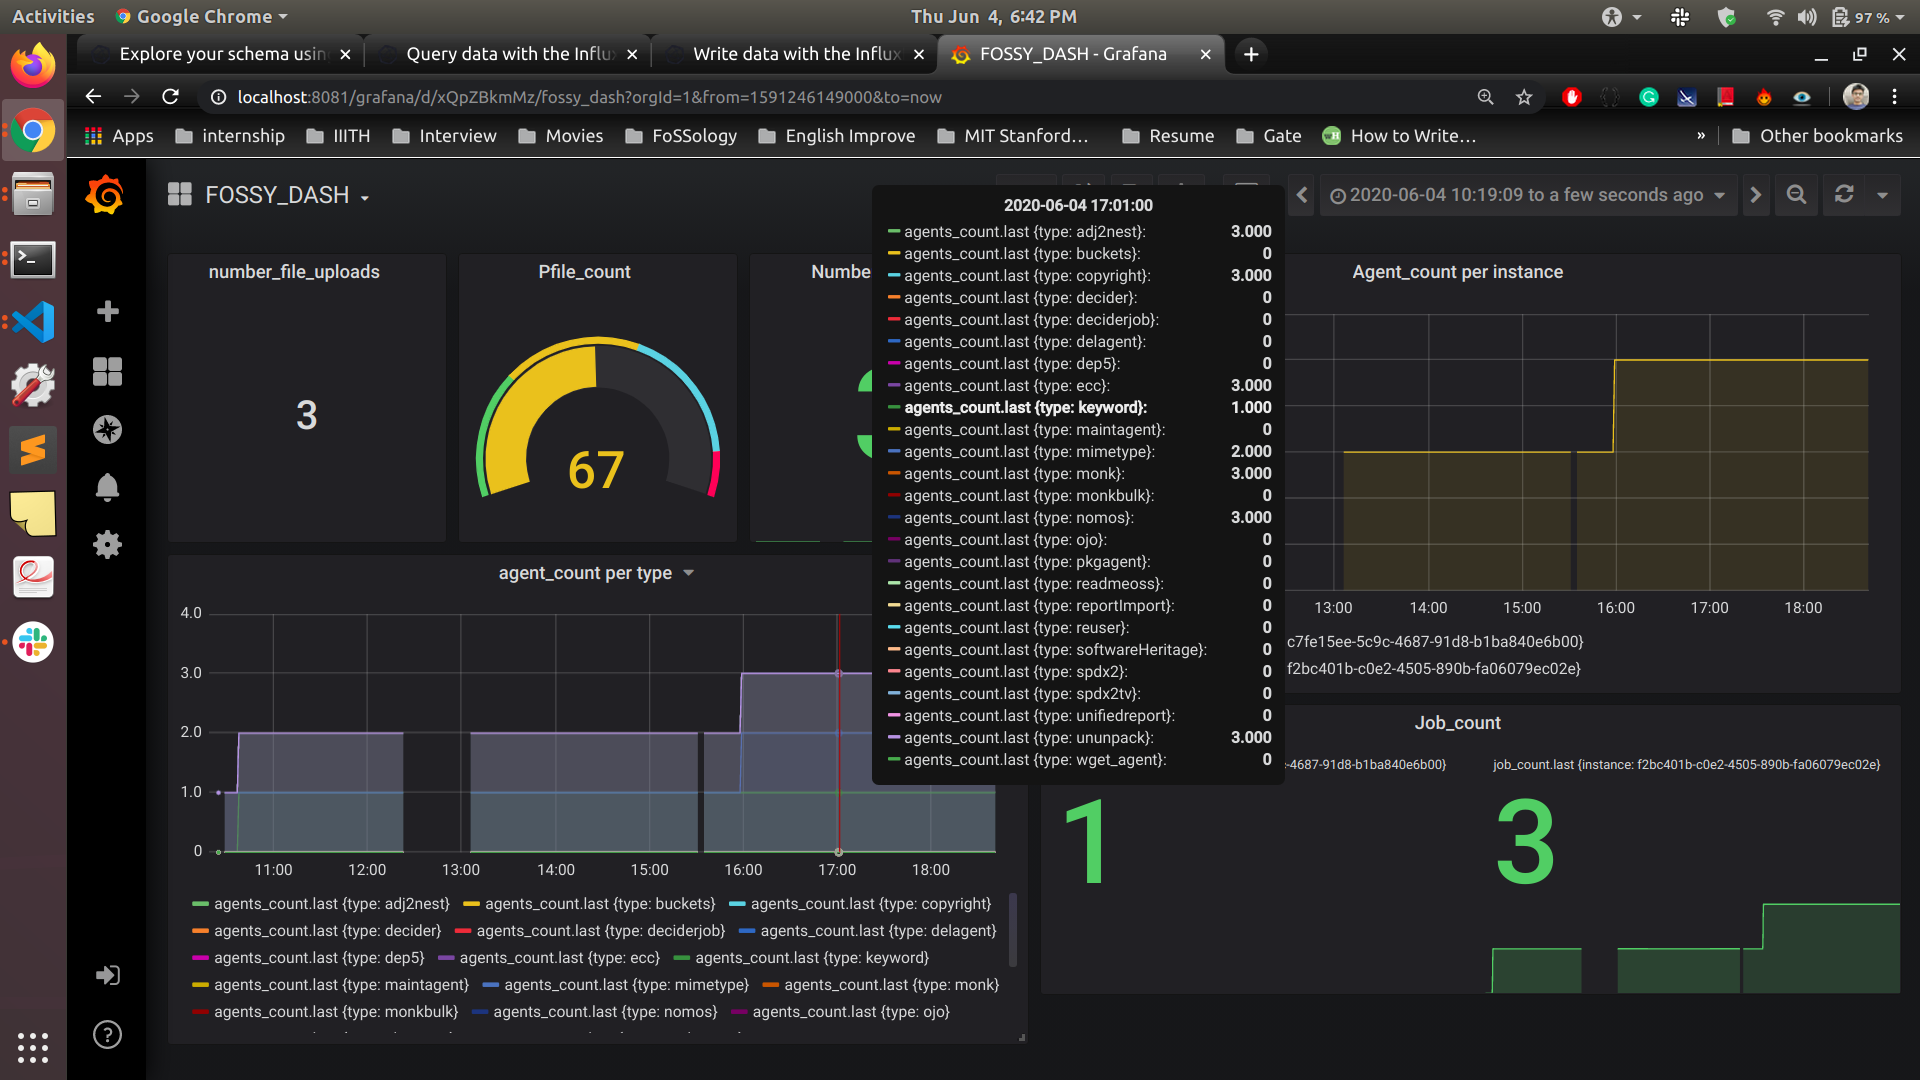 Activities
Google Chrome
Thu Jun 4, 6:42 PM
97 %
Explore your schema usin
Query data with the Influx
Write data with the Influx
FOSSY_DASH - Grafana
localhost:8081/grafana/d/xQpZBkmMz/fossy_dash?orgId=1&from=1591246149000&to=now
Apps
internship
IIITH
Interview
Movies
FoSSology
English Improve
MIT Stanford...
Resume
Gate
How to Write...
»
Other bookmarks
FOSSY_DASH
2020-06-04 10:19:09 to a few seconds ago
number_file_uploads
3
Pfile_count
67
Numbe
2020-06-04 17:01:00
agents_count.last {type: adj2nest}: 3.000
agents_count.last {type: buckets}: 0
agents_count.last {type: copyright}: 3.000
agents_count.last {type: decider}: 0
agents_count.last {type: deciderjob}: 0
agents_count.last {type: delagent}: 0
agents_count.last {type: dep5}: 0
agents_count.last {type: ecc}: 3.000
agents_count.last {type: keyword}: 1.000
agents_count.last {type: maintagent}: 0
agents_count.last {type: mimetype}: 2.000
agents_count.last {type: monk}: 3.000
agents_count.last {type: monkbulk}: 0
agents_count.last {type: nomos}: 3.000
agents_count.last {type: ojo}: 0
agents_count.last {type: pkgagent}: 0
agents_count.last {type: readmeoss}: 0
agents_count.last {type: reportImport}: 0
agents_count.last {type: reuser}: 0
agents_count.last {type: softwareHeritage}: 0
agents_count.last {type: spdx2}: 0
agents_count.last {type: spdx2tv}: 0
agents_count.last {type: unifiedreport}: 0
agents_count.last {type: ununpack}: 3.000
agents_count.last {type: wget_agent}: 0
Agent_count per instance
13:00 14:00 15:00 16:00 17:00 18:00
c7fe15ee-5c9c-4687-91d8-b1ba840e6b00}
f2bc401b-c0e2-4505-890b-fa06079ec02e}
agent_count per type
4.0
3.0
2.0
1.0
0
11:00 12:00 13:00 14:00 15:00 16:00 17:00 18:00
agents_count.last {type: adj2nest} agents_count.last {type: buckets} agents_count.last {type: copyright}
agents_count.last {type: decider} agents_count.last {type: deciderjob} agents_count.last {type: delagent}
agents_count.last {type: dep5} agents_count.last {type: ecc} agents_count.last {type: keyword}
agents_count.last {type: maintagent} agents_count.last {type: mimetype} agents_count.last {type: monk}
agents_count.last {type: monkbulk} agents_count.last {type: nomos} agents_count.last {type: ojo}
Job_count
-4687-91d8-b1ba840e6b00}
1
job_count.last {instance: f2bc401b-c0e2-4505-890b-fa06079ec02e}
3